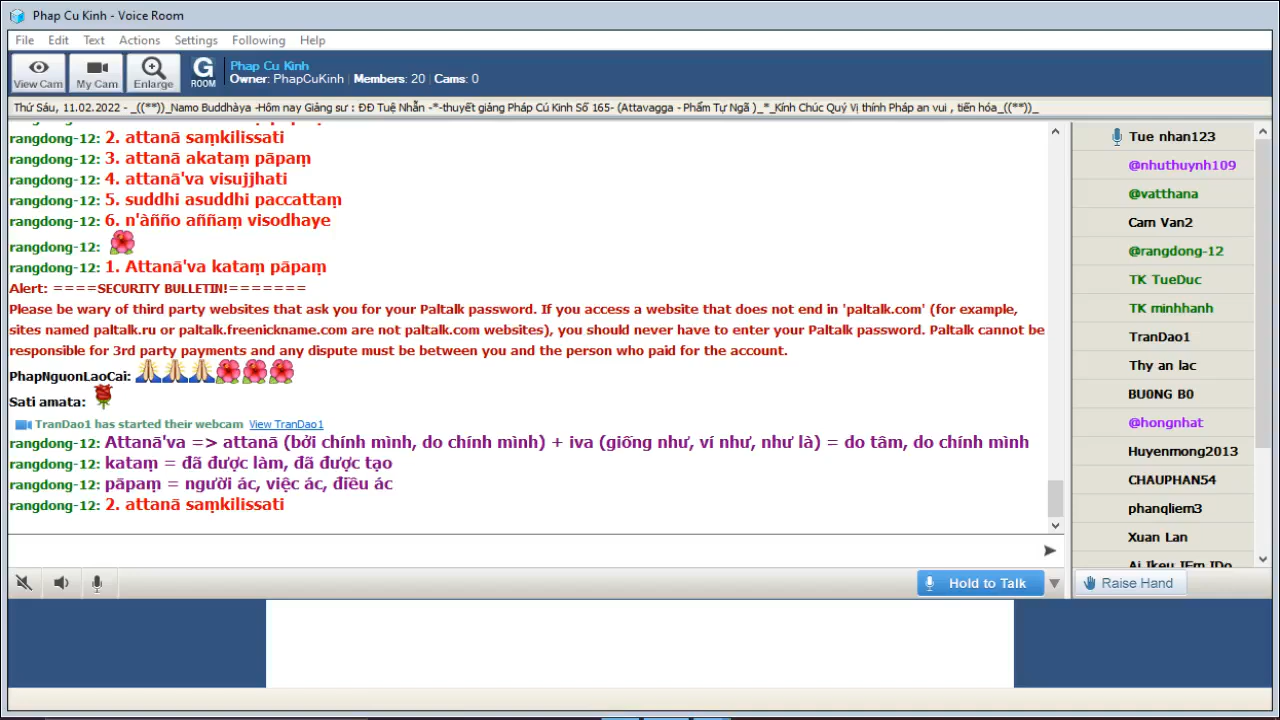 Phap Cu Kinh - Voice Room
File Edit Text Actions Settings Following Help
View Cam My Cam Enlarge G ROOM
Phap Cu Kinh
Owner: PhapCuKinh Members: 20 Cams: 0
Thứ Sáu, 11.02.2022 - _((**))_Namo Buddhàya -Hôm nay Giảng sư : ĐĐ Tuệ Nhẫn -*-thuyết giảng Pháp Cú Kinh Số 165- (Attavagga - Phẩm Tự Ngã )_*_Kính Chúc Quý Vị thính Pháp an vui , tiến hóa_((**))_
rangdong-12: 2. attanā saṃkilissati
rangdong-12: 3. attanā akataṃ pāpaṃ
rangdong-12: 4. attanā'va visujjhati
rangdong-12: 5. suddhi asuddhi paccattaṃ
rangdong-12: 6. n'àñño aññaṃ visodhaye
rangdong-12:
rangdong-12: 1. Attanā'va kataṃ pāpaṃ
Alert: ====SECURITY BULLETIN!=======
Please be wary of third party websites that ask you for your Paltalk password. If you access a website that does not end in 'paltalk.com' (for example,
sites named paltalk.ru or paltalk.freenickname.com are not paltalk.com websites), you should never have to enter your Paltalk password. Paltalk cannot be
responsible for 3rd party payments and any dispute must be between you and the person who paid for the account.
PhapNguonLaoCai:
Sati amata:
TranDao1 has started their webcam View TranDao1
rangdong-12: Attanā'va => attanā (bởi chính mình, do chính mình) + iva (giống như, ví như, như là) = do tâm, do chính mình
rangdong-12: kataṃ = đã được làm, đã được tạo
rangdong-12: pāpaṃ = người ác, việc ác, điều ác
rangdong-12: 2. attanā saṃkilissati
Tue nhan123
@nhuthuynh109
@vatthana
Cam Van2
@rangdong-12
TK TueDuc
TK minhhanh
TranDao1
Thy an lac
BU0NG B0
@hongnhat
Huyenmong2013
CHAUPHAN54
phanqliem3
Xuan Lan
Hold to Talk
Raise Hand